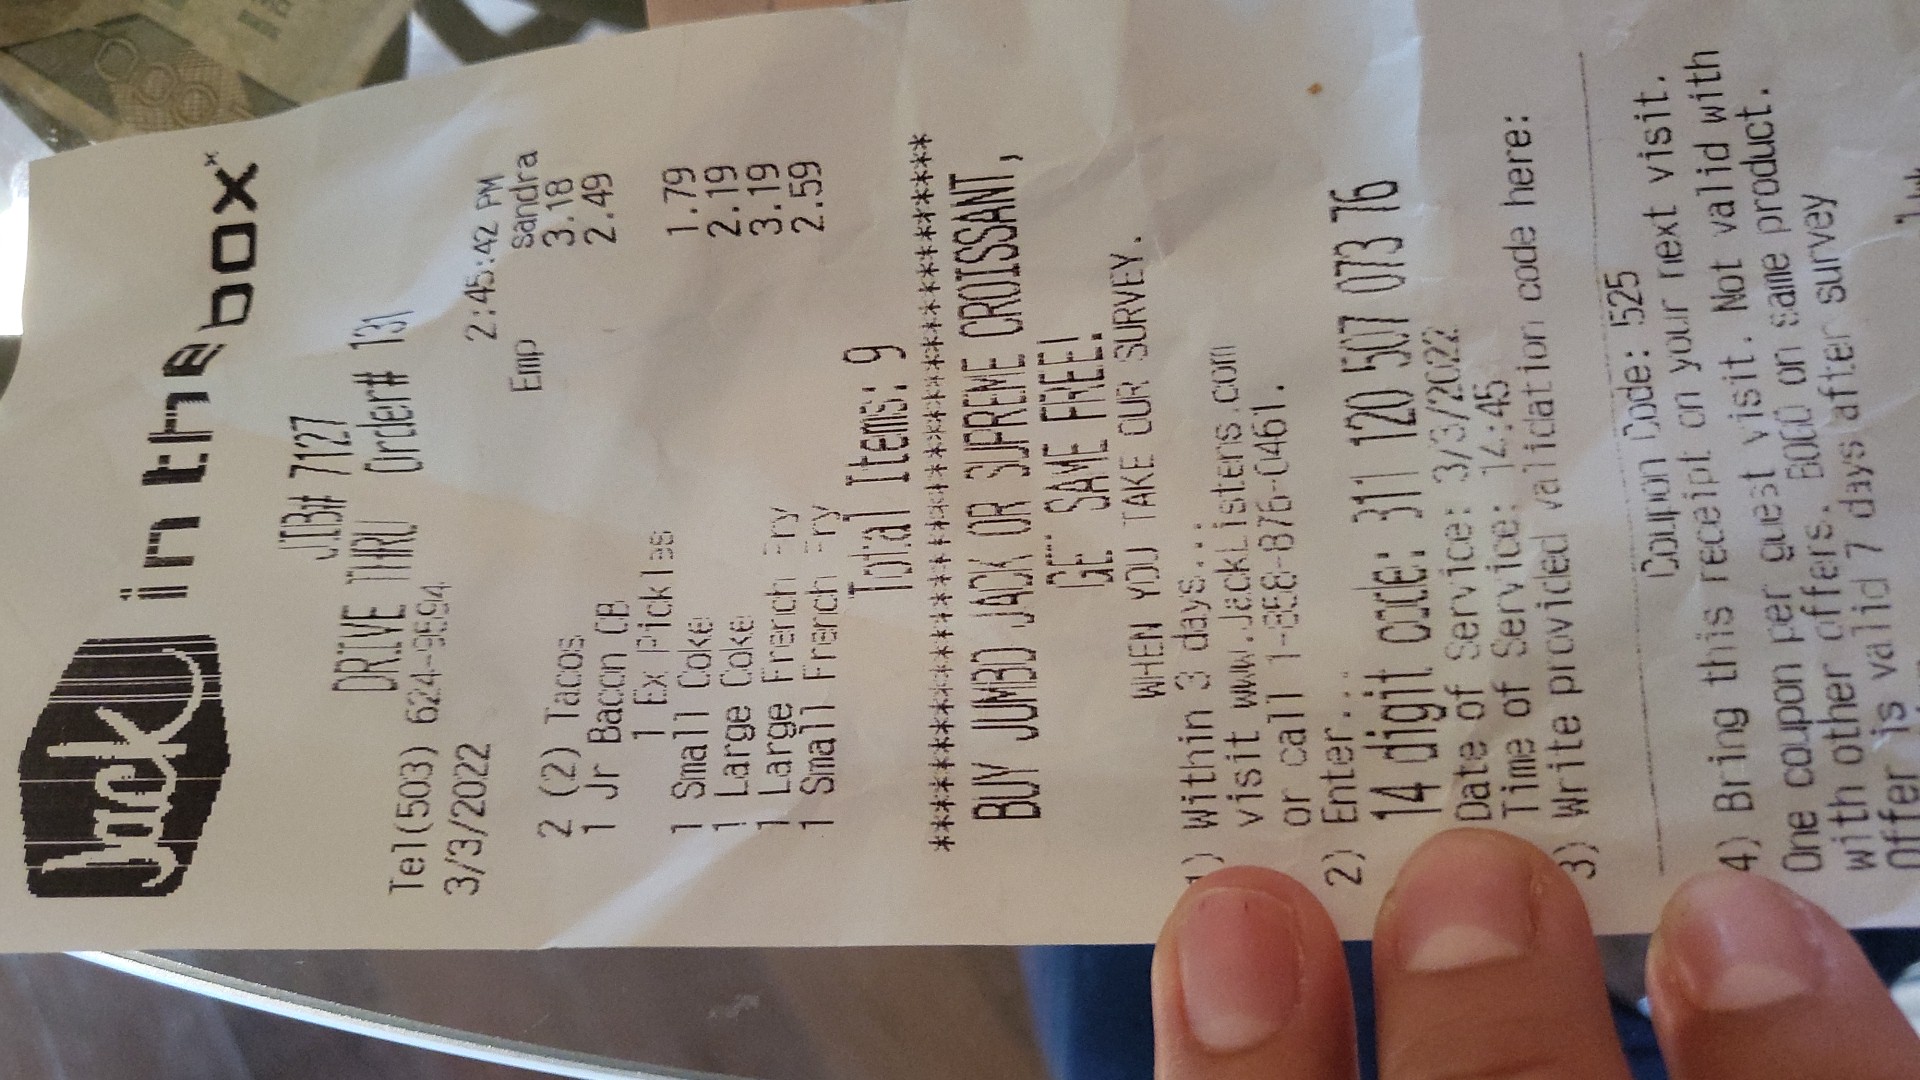 Jack in the box
JIB# 7127
DRIVE THRU Order# 131
Tel(503) 624-9594
3/3/2022 2:45:42 PM
Emp Sandra
2 (2) Tacos 3.18
1 Jr Bacon CB 2.49
1 Ex Pickles
1 Small Coke 1.79
1 Large Coke 2.19
1 Large French Fry 3.19
1 Small French Fry 2.59
Total Items: 9
****************************************
BUY JUMBO JACK OR SUPREME CROISSANT,
GET SAME FREE!
WHEN YOU TAKE OUR SURVEY.
1) Within 3 days...
visit www.JackListens.com
or call 1-858-876-0461.
2) Enter...
14 digit code: 311 120 507 073 76
Date of Service: 3/3/2022
Time of Service: 14:45
3) Write provided validation code here:
Coupon Code: 525
4) Bring this receipt on your next visit.
One coupon per guest visit. Not valid with
with other offers. BOGO on same product.
Offer is valid 7 days after survey